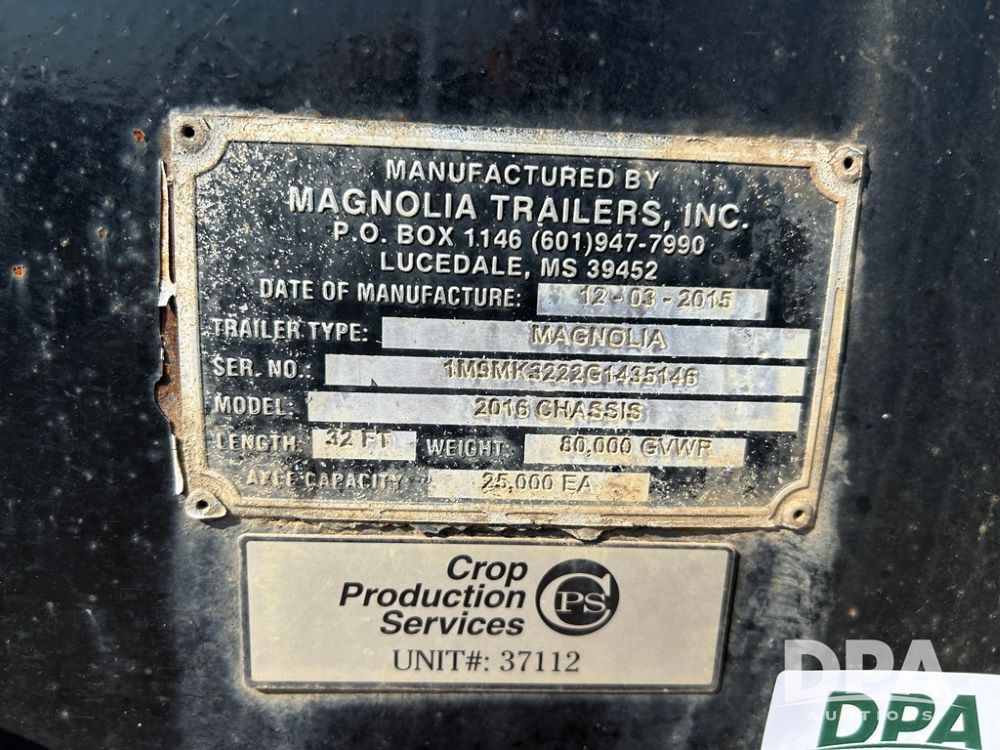 MANUFACTURED BY
MAGNOLIA TRAILERS, INC.
P.O. BOX 1146 (601)947-7990
LUCEDALE, MS 39452
DATE OF MANUFACTURE: 12-03-2015
TRAILER TYPE: MAGNOLIA
SER. NO.: 1M9MK3222G1435146
MODEL: 2016 CHASSIS
LENGTH: 32 FT WEIGHT: 80,000 GVWR
AXLE CAPACITY: 25,000 EA
Crop
Production
Services
CPS
UNIT#: 37112
DPA
AUCTIONS
DPA